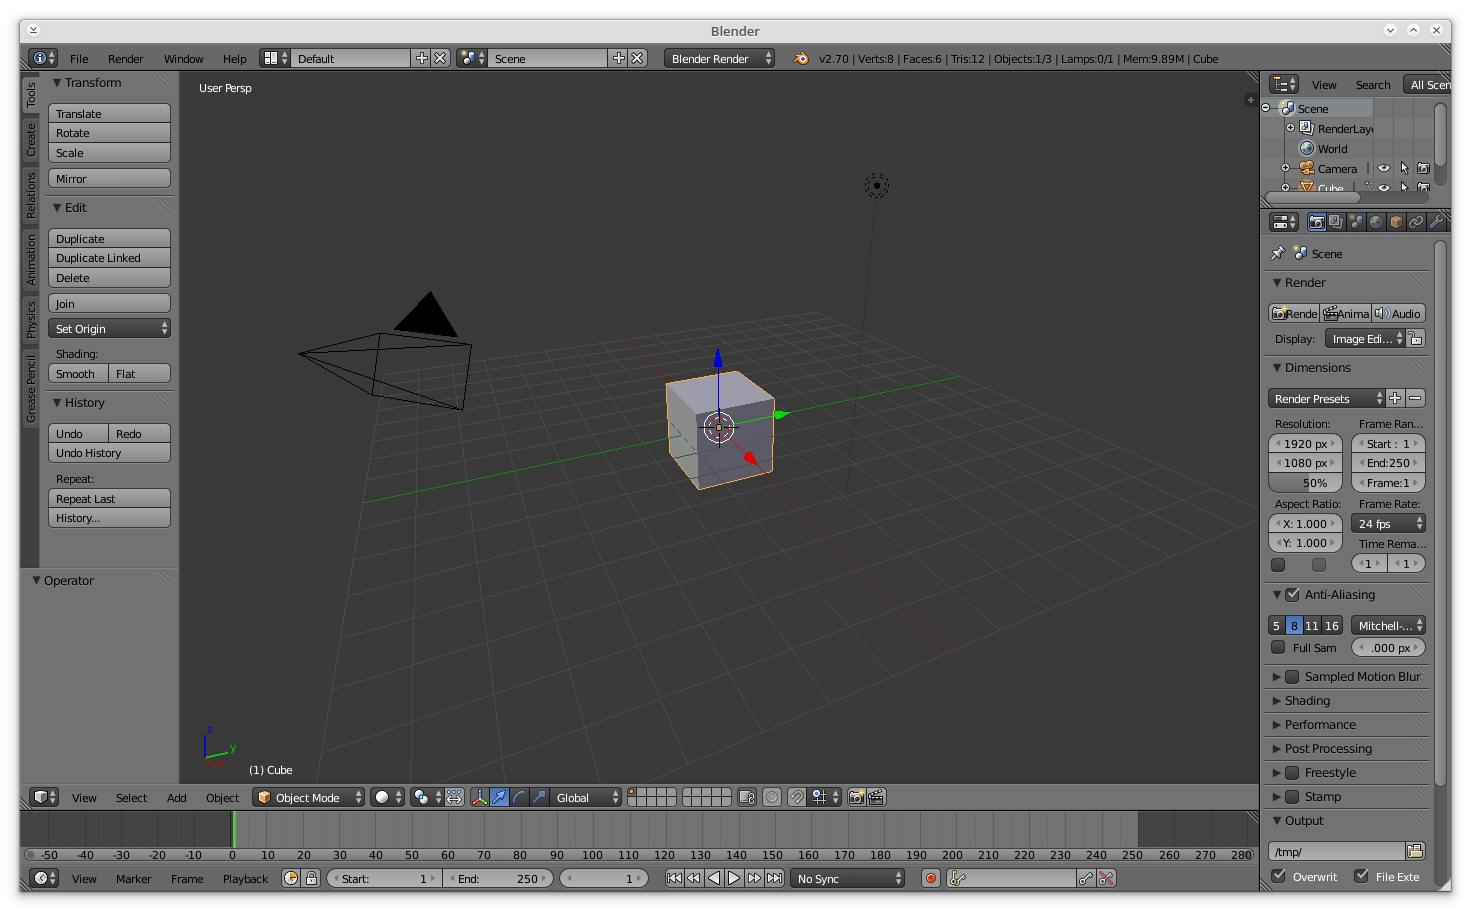 Blender
File Render Window Help Default Scene Blender Render v2.70 | Verts:8 | Faces:6 | Tris:12 | Objects:1/3 | Lamps:0/1 | Mem:9.89M | Cube
Tools
Create
Relations
Animation
Physics
Grease Pencil
Transform
Translate
Rotate
Scale
Mirror
Edit
Duplicate
Duplicate Linked
Delete
Join
Set Origin
Shading:
Smooth Flat
History
Undo Redo
Undo History
Repeat:
Repeat Last
History...
Operator
User Persp
z
y
x
(1) Cube
View Select Add Object Object Mode Global
-50 -40 -30 -20 -10 0 10 20 30 40 50 60 70 80 90 100 110 120 130 140 150 160 170 180 190 200 210 220 230 240 250 260 270 280
View Marker Frame Playback Start: 1 End: 250 1 No Sync
View Search All Scen
Scene
RenderLaye
World
Camera
Cube
Scene
Render
Rende Anima Audio
Display: Image Edi...
Dimensions
Render Presets
Resolution: Frame Ran...
1920 px Start : 1
1080 px End:250
50% Frame:1
Aspect Ratio: Frame Rate:
X: 1.000 24 fps
Y: 1.000 Time Rema...
1 1
Anti-Aliasing
5 8 11 16 Mitchell-...
Full Sam .000 px
Sampled Motion Blur
Shading
Performance
Post Processing
Freestyle
Stamp
Output
/tmp/
Overwrit File Exte